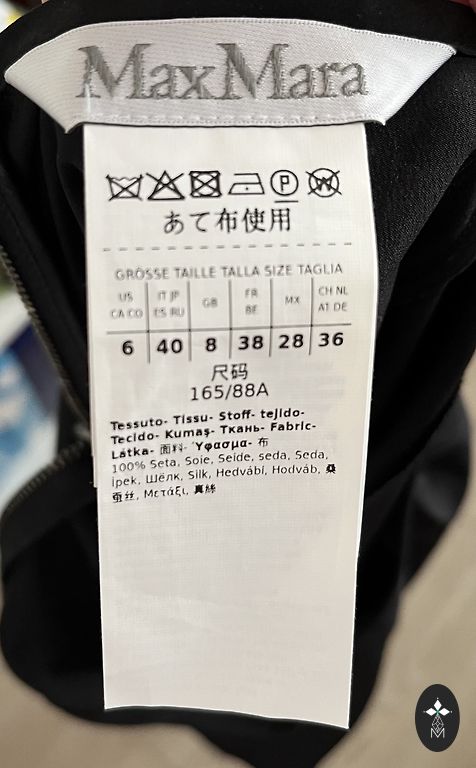 MaxMara
あて布使用
GRÖSSE TAILLE TALLA SIZE TAGLIA
US CA CO
IT JP ES RU
GB
FR BE
MX
CH NL AT DE
6 40 8 38 28 36
尺码
165/88A
Tessuto- Tissu- Stoff- tejido-
Tecido- Kumaş- Ткань- Fabric-
Látka- 面料- Ύφασμα- 布
100% Seta, Soie, Seide, seda, Seda,
ipek, Шёлк, Silk, Hedvábí, Hodváb, 桑
蚕丝, Μετάξι, 真絲